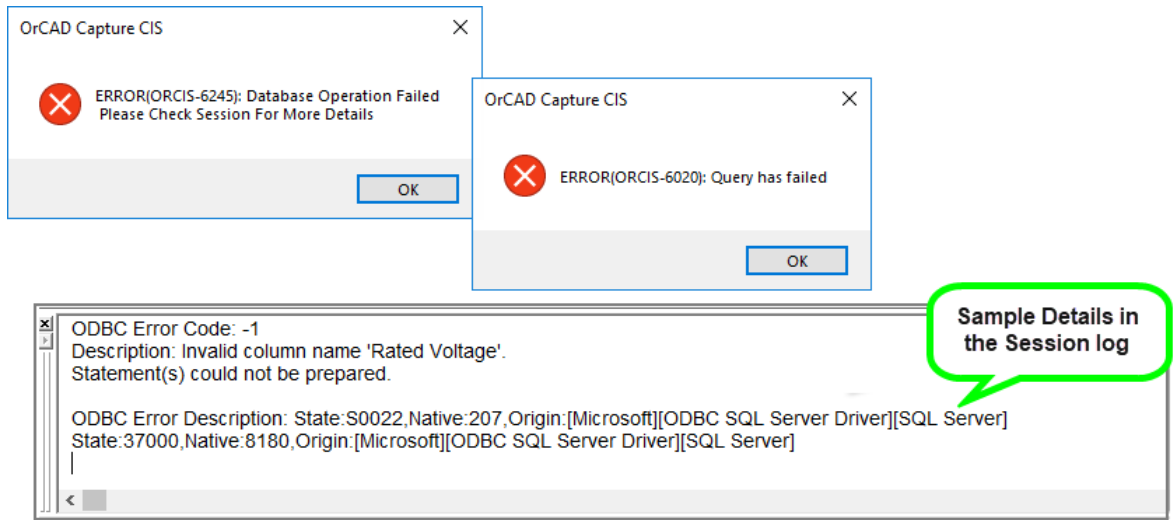 OrCAD Capture CIS
ERROR(ORCIS-6245): Database Operation Failed
Please Check Session For More Details
OK
OrCAD Capture CIS
ERROR(ORCIS-6020): Query has failed
OK
Sample Details in
the Session log
ODBC Error Code: -1
Description: Invalid column name 'Rated Voltage'.
Statement(s) could not be prepared.
ODBC Error Description: State:S0022,Native:207,Origin:[Microsoft][ODBC SQL Server Driver][SQL Server]
State:37000,Native:8180,Origin:[Microsoft][ODBC SQL Server Driver][SQL Server]